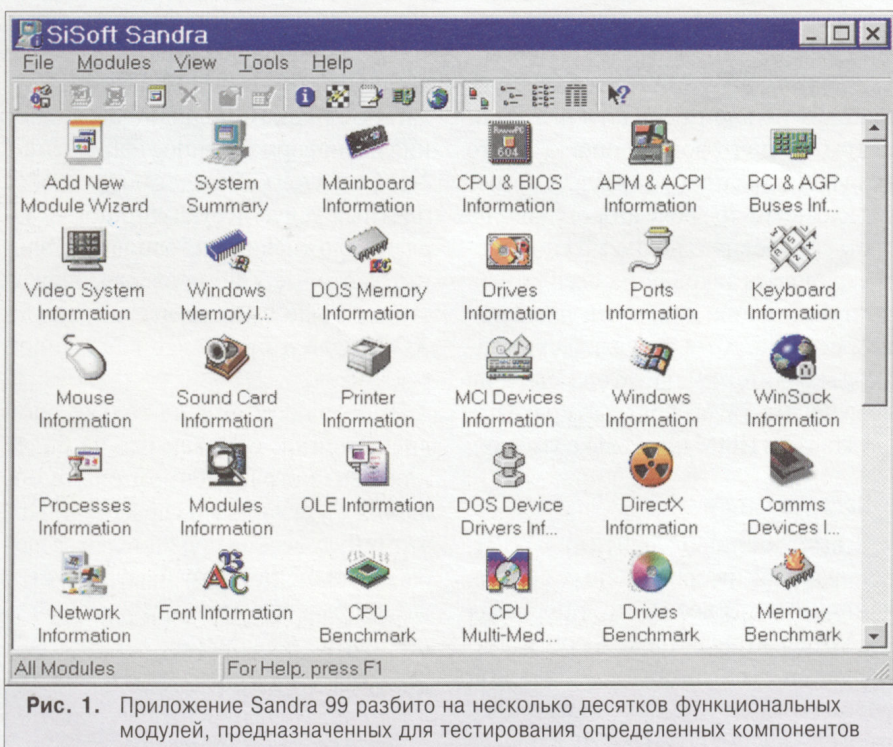 SiSoft Sandra
File Modules View Tools Help
Add New Module Wizard
System Summary
Mainboard Information
CPU & BIOS Information
APM & ACPI Information
PCI & AGP Buses Inf...
Video System Information
Windows Memory I...
DOS Memory Information
Drives Information
Ports Information
Keyboard Information
Mouse Information
Sound Card Information
Printer Information
MCI Devices Information
Windows Information
WinSock Information
Processes Information
Modules Information
OLE Information
DOS Device Drivers Inf...
DirectX Information
Comms Devices I...
Network Information
Font Information
CPU Benchmark
CPU Multi-Med...
Drives Benchmark
Memory Benchmark
All Modules For Help, press F1
Рис. 1. Приложение Sandra 99 разбито на несколько десятков функциональных
модулей, предназначенных для тестирования определенных компонентов